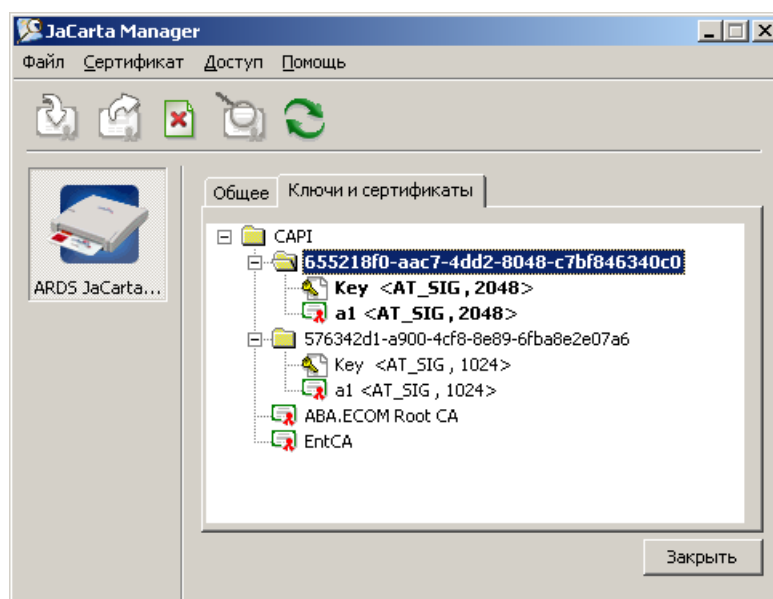 JaCarta Manager
Файл Сертификат Доступ Помощь
ARDS JaCarta...
Общее Ключи и сертификаты
CAPI
655218f0-aac7-4dd2-8048-c7bf846340c0
Key <AT_SIG, 2048>
a1 <AT_SIG, 2048>
576342d1-a900-4cf8-8e89-6fba8e2e07a6
Key <AT_SIG, 1024>
a1 <AT_SIG, 1024>
ABA.ECOM Root CA
EntCA
Закрыть